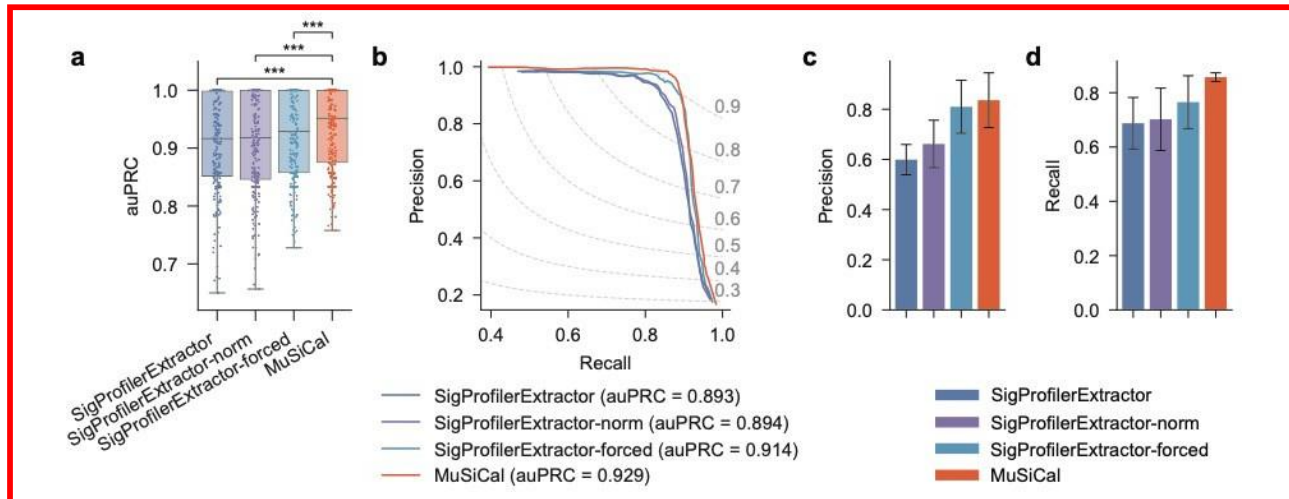 a
***
***
***
auPRC
1.0
0.9
0.8
0.7
SigProfilerExtractor
SigProfilerExtractor-norm
SigProfilerExtractor-forced
MuSiCal
b
Precision
1.0
0.8
0.6
0.4
0.2
0.4
0.6
0.8
1.0
Recall
0.9
0.8
0.7
0.6
0.5
0.4
0.3
SigProfilerExtractor (auPRC = 0.893)
SigProfilerExtractor-norm (auPRC = 0.894)
SigProfilerExtractor-forced (auPRC = 0.914)
MuSiCal (auPRC = 0.929)
c
Precision
0.8
0.6
0.4
0.2
0.0
d
Recall
0.8
0.6
0.4
0.2
0.0
SigProfilerExtractor
SigProfilerExtractor-norm
SigProfilerExtractor-forced
MuSiCal